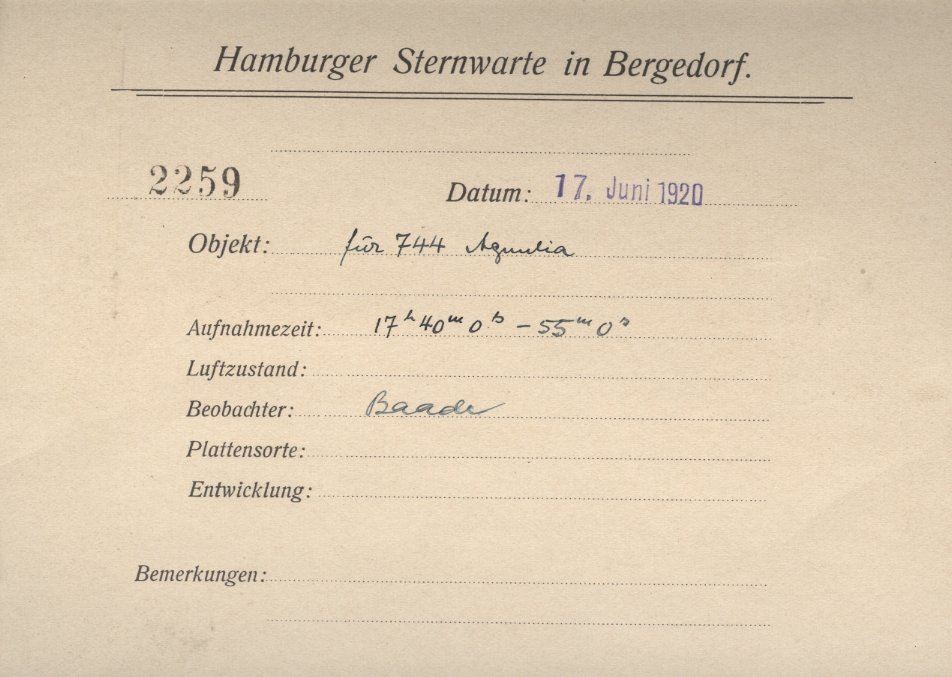 Hamburger Sternwarte in Bergedorf.
2259 Datum: 17. Juni 1920
Objekt: für 744 Aguntia
Aufnahmezeit: 17ʰ 40ᵐ 0ˢ – 55ᵐ 0ˢ
Luftzustand:
Beobachter: Baade
Plattensorte:
Entwicklung:
Bemerkungen: